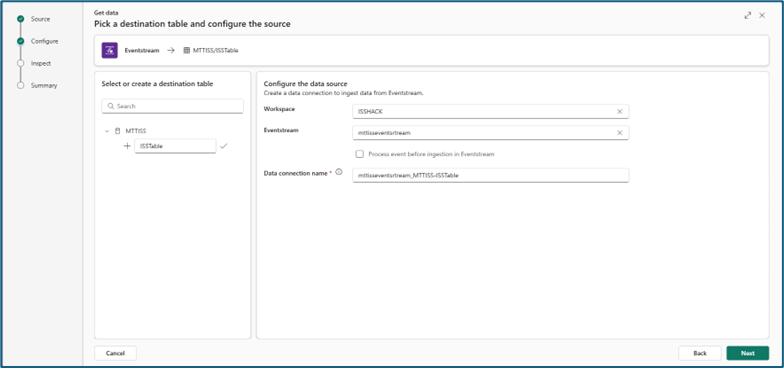 Source
Configure
Inspect
Summary
Get data
Pick a destination table and configure the source
Eventstream → MTTISS/ISSTable
Select or create a destination table
Search
MTTISS
ISSTable
Configure the data source
Create a data connection to ingest data from Eventstream.
Workspace
ISSHACK
Eventstream
mttisseventsrtream
Process event before ingestion in Eventstream
Data connection name *
mttisseventsrtream_MTTISS-ISSTable
Cancel
Back
Next